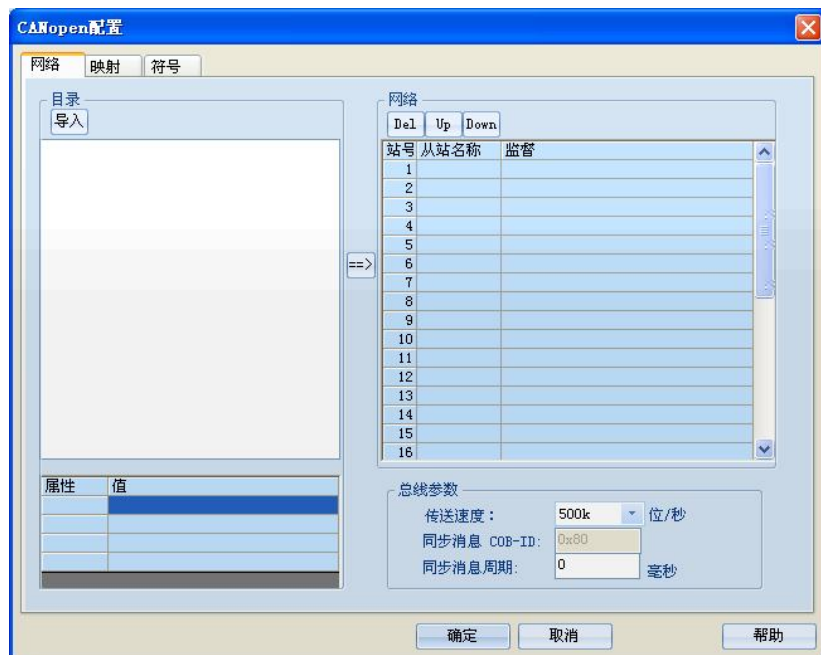 CANopen配置
网络 映射 符号
目录
导入
属性 值
==>
网络
Del Up Down
站号 从站名称 监督
1
2
3
4
5
6
7
8
9
10
11
12
13
14
15
16
总线参数
传送速度： 500k 位/秒
同步消息 COB-ID: 0x80
同步消息周期: 0 毫秒
确定 取消 帮助